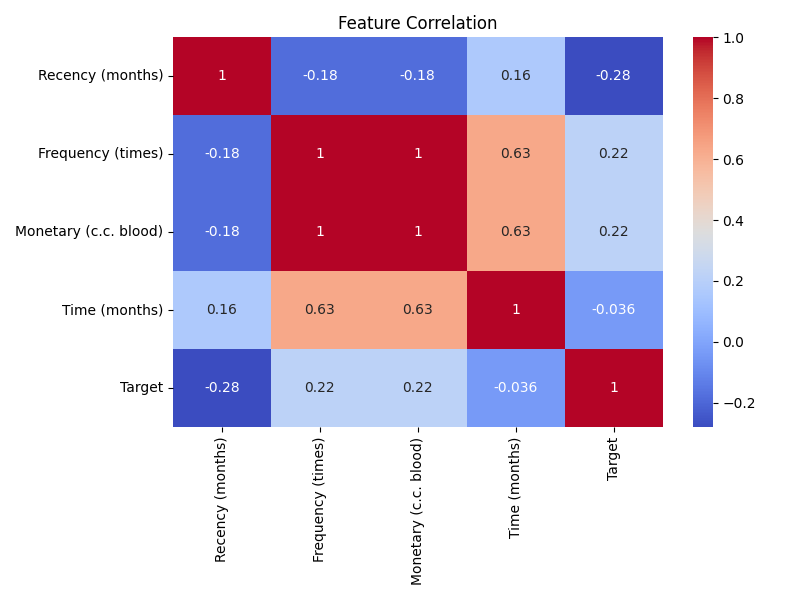 Feature Correlation
Recency (months)
1
-0.18
-0.18
0.16
-0.28
Frequency (times)
-0.18
1
1
0.63
0.22
Monetary (c.c. blood)
-0.18
1
1
0.63
0.22
Time (months)
0.16
0.63
0.63
1
-0.036
Target
-0.28
0.22
0.22
-0.036
1
Recency (months)
Frequency (times)
Monetary (c.c. blood)
Time (months)
Target
1.0
0.8
0.6
0.4
0.2
0.0
−0.2